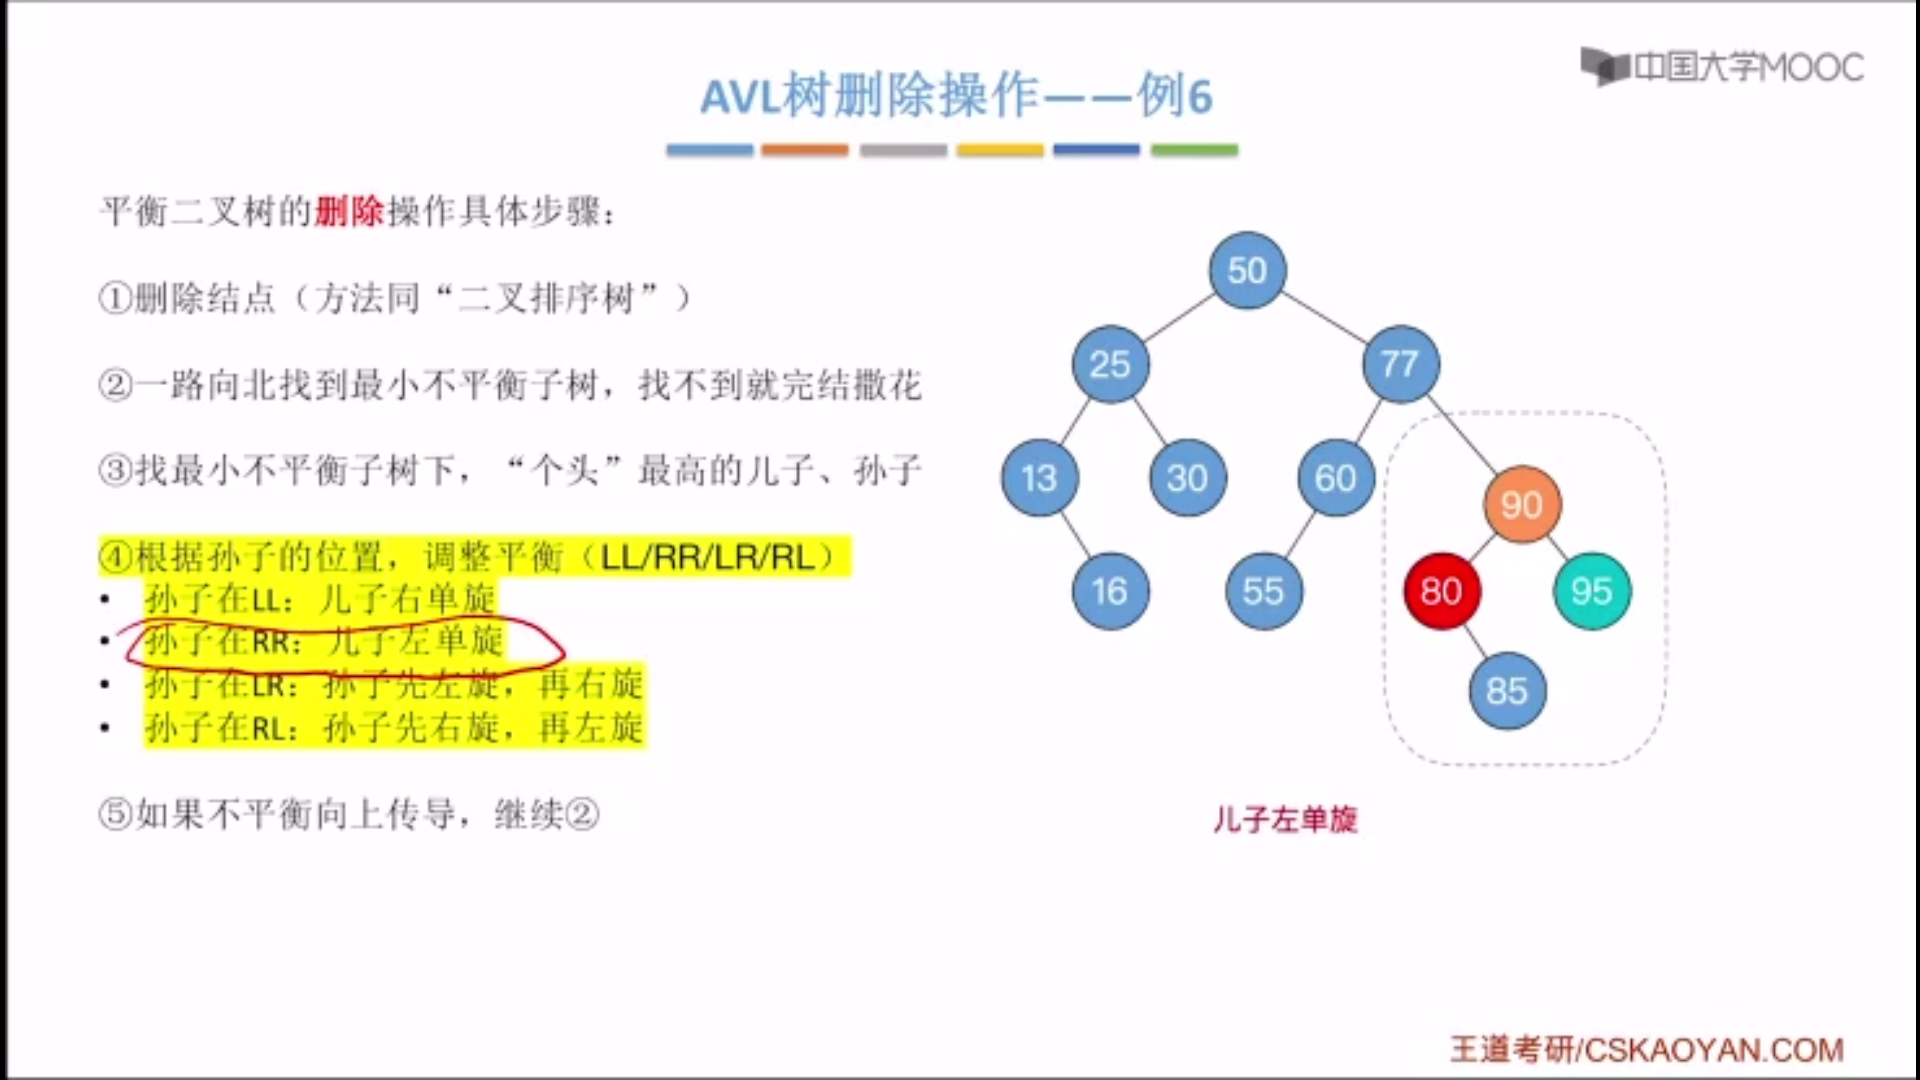 中国大学MOOC
AVL树删除操作——例6
平衡二叉树的删除操作具体步骤：
①删除结点（方法同“二叉排序树”）
②一路向北找到最小不平衡子树，找不到就完结撒花
③找最小不平衡子树下，“个头”最高的儿子、孙子
④根据孙子的位置，调整平衡（LL/RR/LR/RL）
• 孙子在LL：儿子右单旋
• 孙子在RR：儿子左单旋
• 孙子在LR：孙子先左旋，再右旋
• 孙子在RL：孙子先右旋，再左旋
⑤如果不平衡向上传导，继续②
50
25 77
13 30 60 90
16 55 80 95
85
儿子左单旋
王道考研/CSKAOYAN.COM